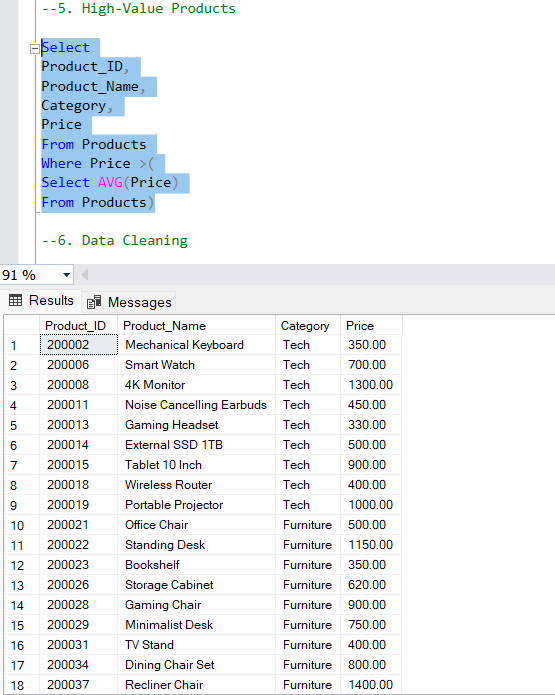 --5. High-Value Products
Select
Product_ID,
Product_Name,
Category,
Price
From Products
Where Price >(
Select AVG(Price)
From Products)
--6. Data Cleaning
91 %
Results Messages
Product_ID Product_Name Category Price
1 200002 Mechanical Keyboard Tech 350.00
2 200006 Smart Watch Tech 700.00
3 200008 4K Monitor Tech 1300.00
4 200011 Noise Cancelling Earbuds Tech 450.00
5 200013 Gaming Headset Tech 330.00
6 200014 External SSD 1TB Tech 500.00
7 200015 Tablet 10 Inch Tech 900.00
8 200018 Wireless Router Tech 400.00
9 200019 Portable Projector Tech 1000.00
10 200021 Office Chair Furniture 500.00
11 200022 Standing Desk Furniture 1150.00
12 200023 Bookshelf Furniture 350.00
13 200026 Storage Cabinet Furniture 620.00
14 200028 Gaming Chair Furniture 900.00
15 200029 Minimalist Desk Furniture 750.00
16 200031 TV Stand Furniture 400.00
17 200034 Dining Chair Set Furniture 800.00
18 200037 Recliner Chair Furniture 1400.00